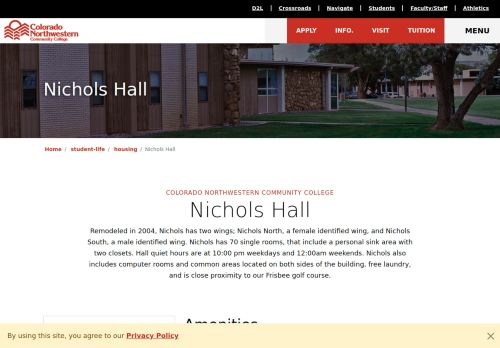 D2L | Crossroads | Navigate | Students | Faculty/Staff | Athletics
Colorado
Northwestern
Community College
APPLY INFO. VISIT TUITION MENU
Nichols Hall
Home / student-life / housing / Nichols Hall
COLORADO NORTHWESTERN COMMUNITY COLLEGE
Nichols Hall
Remodeled in 2004, Nichols has two wings; Nichols North, a female identified wing, and Nichols
South, a male identified wing. Nichols has 70 single rooms, that include a personal sink area with
two closets. Hall quiet hours are at 10:00 pm weekdays and 12:00am weekends. Nichols also
includes computer rooms and common areas located on both sides of the building, free laundry,
and is close proximity to our Frisbee golf course.
Amenities
By using this site, you agree to our Privacy Policy